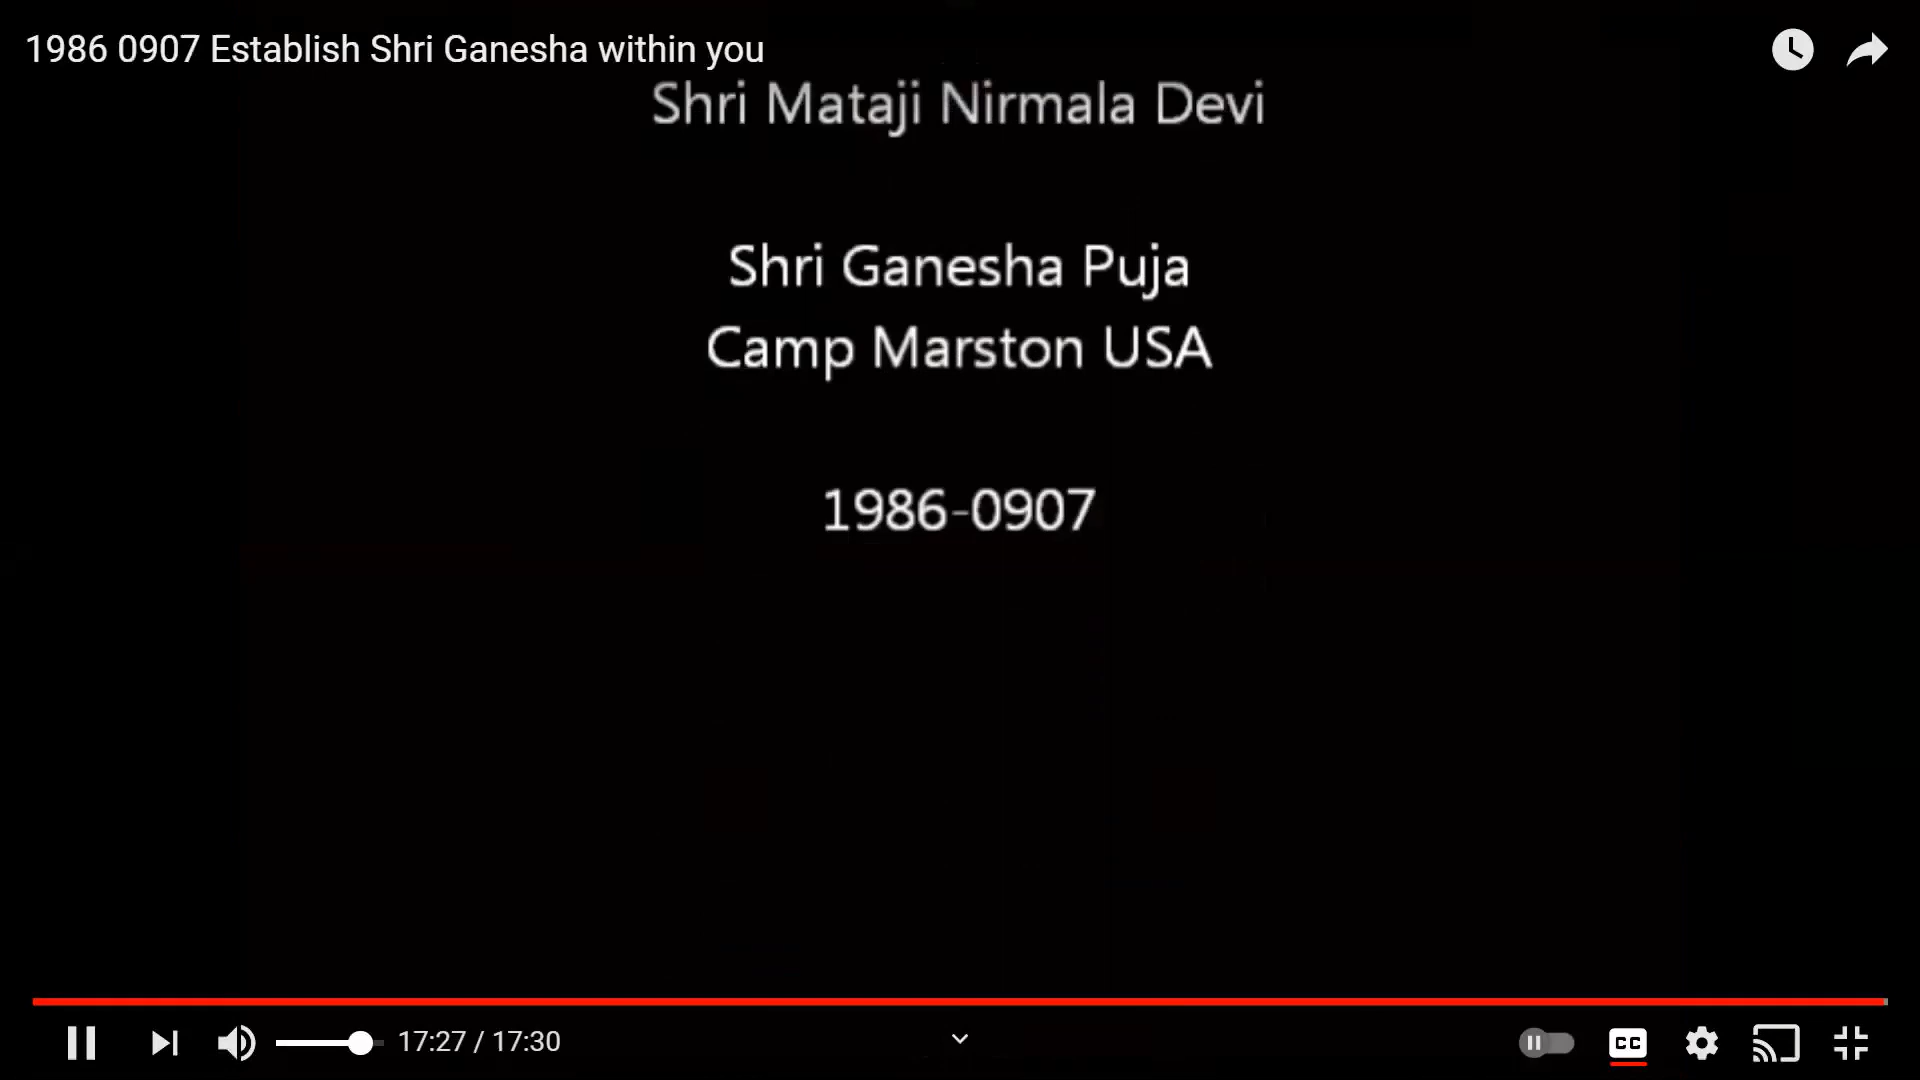 1986 0907 Establish Shri Ganesha within you
Shri Mataji Nirmala Devi
Shri Ganesha Puja
Camp Marston USA
1986-0907
17:27 / 17:30
CC